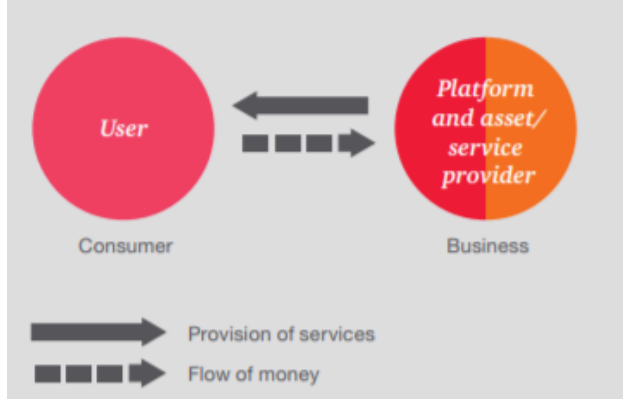 User
Platform
and asset/
service
provider
Consumer
Business
Provision of services
Flow of money